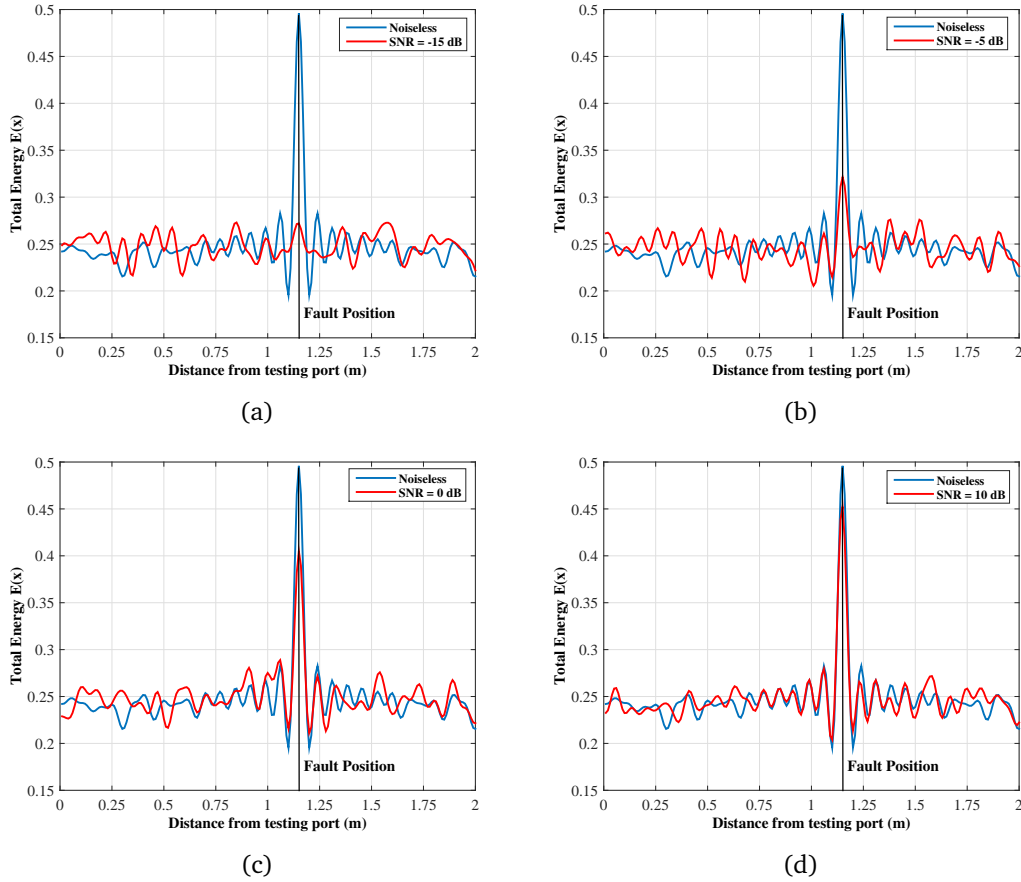 0.5
0.45
0.4
0.35
0.3
0.25
0.2
0.15
Total Energy E(x)
Noiseless
SNR = -15 dB
Fault Position
0 0.25 0.5 0.75 1 1.25 1.5 1.75 2
Distance from testing port (m)
(a)
0.5
0.45
0.4
0.35
0.3
0.25
0.2
0.15
Total Energy E(x)
Noiseless
SNR = -5 dB
Fault Position
0 0.25 0.5 0.75 1 1.25 1.5 1.75 2
Distance from testing port (m)
(b)
0.5
0.45
0.4
0.35
0.3
0.25
0.2
0.15
Total Energy E(x)
Noiseless
SNR = 0 dB
Fault Position
0 0.25 0.5 0.75 1 1.25 1.5 1.75 2
Distance from testing port (m)
(c)
0.5
0.45
0.4
0.35
0.3
0.25
0.2
0.15
Total Energy E(x)
Noiseless
SNR = 10 dB
Fault Position
0 0.25 0.5 0.75 1 1.25 1.5 1.75 2
Distance from testing port (m)
(d)